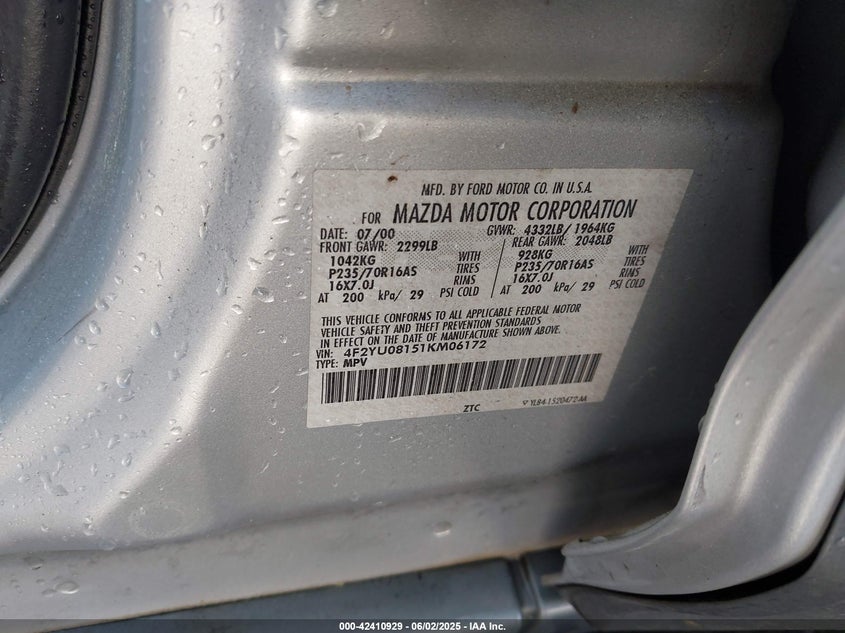 MFD. BY FORD MOTOR CO. IN U.S.A.
FOR MAZDA MOTOR CORPORATION
DATE: 07/00 GVWR: 4332LB/ 1964KG
FRONT GAWR: 2299LB REAR GAWR: 2048LB
1042KG WITH 928KG WITH
P235/70R16AS TIRES P235/70R16AS TIRES
16X7.0J RIMS 16X7.0J RIMS
AT 200 kPa/ 29 PSI COLD AT 200 kPa/ 29 PSI COLD
THIS VEHICLE CONFORMS TO ALL APPLICABLE FEDERAL MOTOR
VEHICLE SAFETY AND THEFT PREVENTION STANDARDS
IN EFFECT ON THE DATE OF MANUFACTURE SHOWN ABOVE.
VIN: 4F2YU08151KM06172
TYPE: MPV
ZTC YL84-1520472-AA
000-42410929 - 06/02/2025 - IAA Inc.